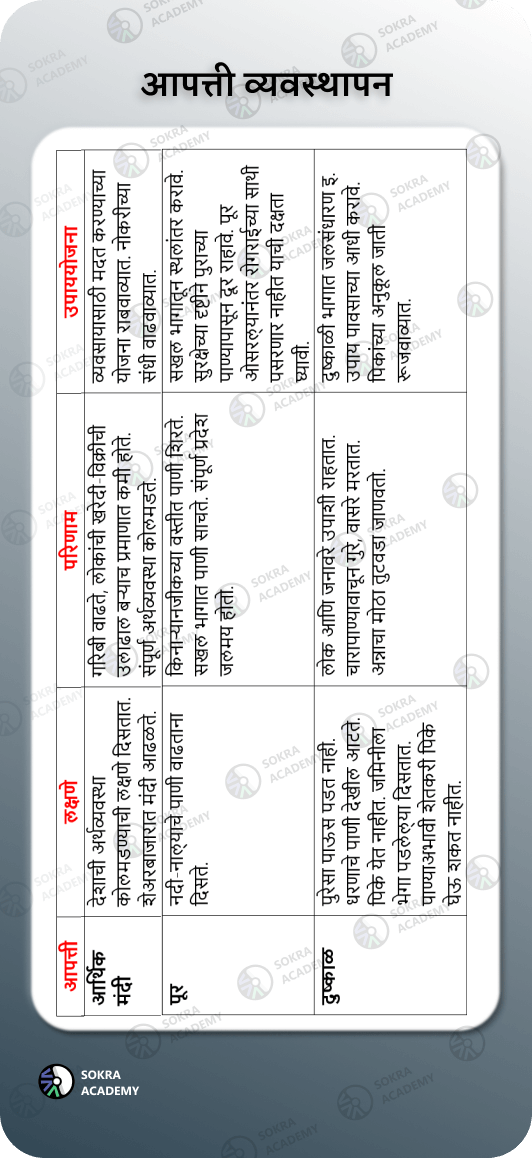 आपत्ती व्यवस्थापन
आपत्ती
लक्षणे
परिणाम
उपाययोजना
आर्थिक
मंदी
देशाची अर्थव्यवस्था
कोलमडण्याची लक्षणे दिसतात.
शेअरबाजारात मंदी आढळते.
गरिबी वाढते, लोकांची खरेदी-विक्रीची
उलाढाल बऱ्याच प्रमाणात कमी होते.
संपूर्ण अर्थव्यवस्था कोलमडते.
व्यवसायासाठी मदत करण्याच्या
योजना राबवाव्यात. नोकरीच्या
संधी वाढवाव्यात.
पूर
नदी-नाल्याचे पाणी वाढताना
दिसते.
किनाऱ्यानजीकच्या वस्तीत पाणी शिरते.
सखल भागात पाणी साचते. संपूर्ण प्रदेश
जलमय होतो.
सखल भागातून स्थलांतर करावे.
सुरक्षेच्या दृष्टीने पुराच्या
पाण्यापासून दूर राहावे. पूर
ओसरल्यानंतर रोगराईच्या साथी
पसरणार नाहीत याची दक्षता
घ्यावी.
दुष्काळ
पुरेसा पाऊस पडत नाही.
धरणाचे पाणी देखील आटते.
पिके येत नाहीत. जमिनीला
भेगा पडलेल्या दिसतात.
पाण्याअभावी शेतकरी पिके
घेऊ शकत नाहीत.
लोक आणि जनावरे उपाशी राहतात.
चारापाण्यावाचून गुरे, वासरे मरतात.
अन्नाचा मोठा तुटवडा जाणवतो.
दुष्काळी भागात जलसंधारण इ.
उपाय पावसाच्या आधी करावे.
पिकांच्या अनुकूल जाती
रूजवाव्यात.
SOKRA
ACADEMY